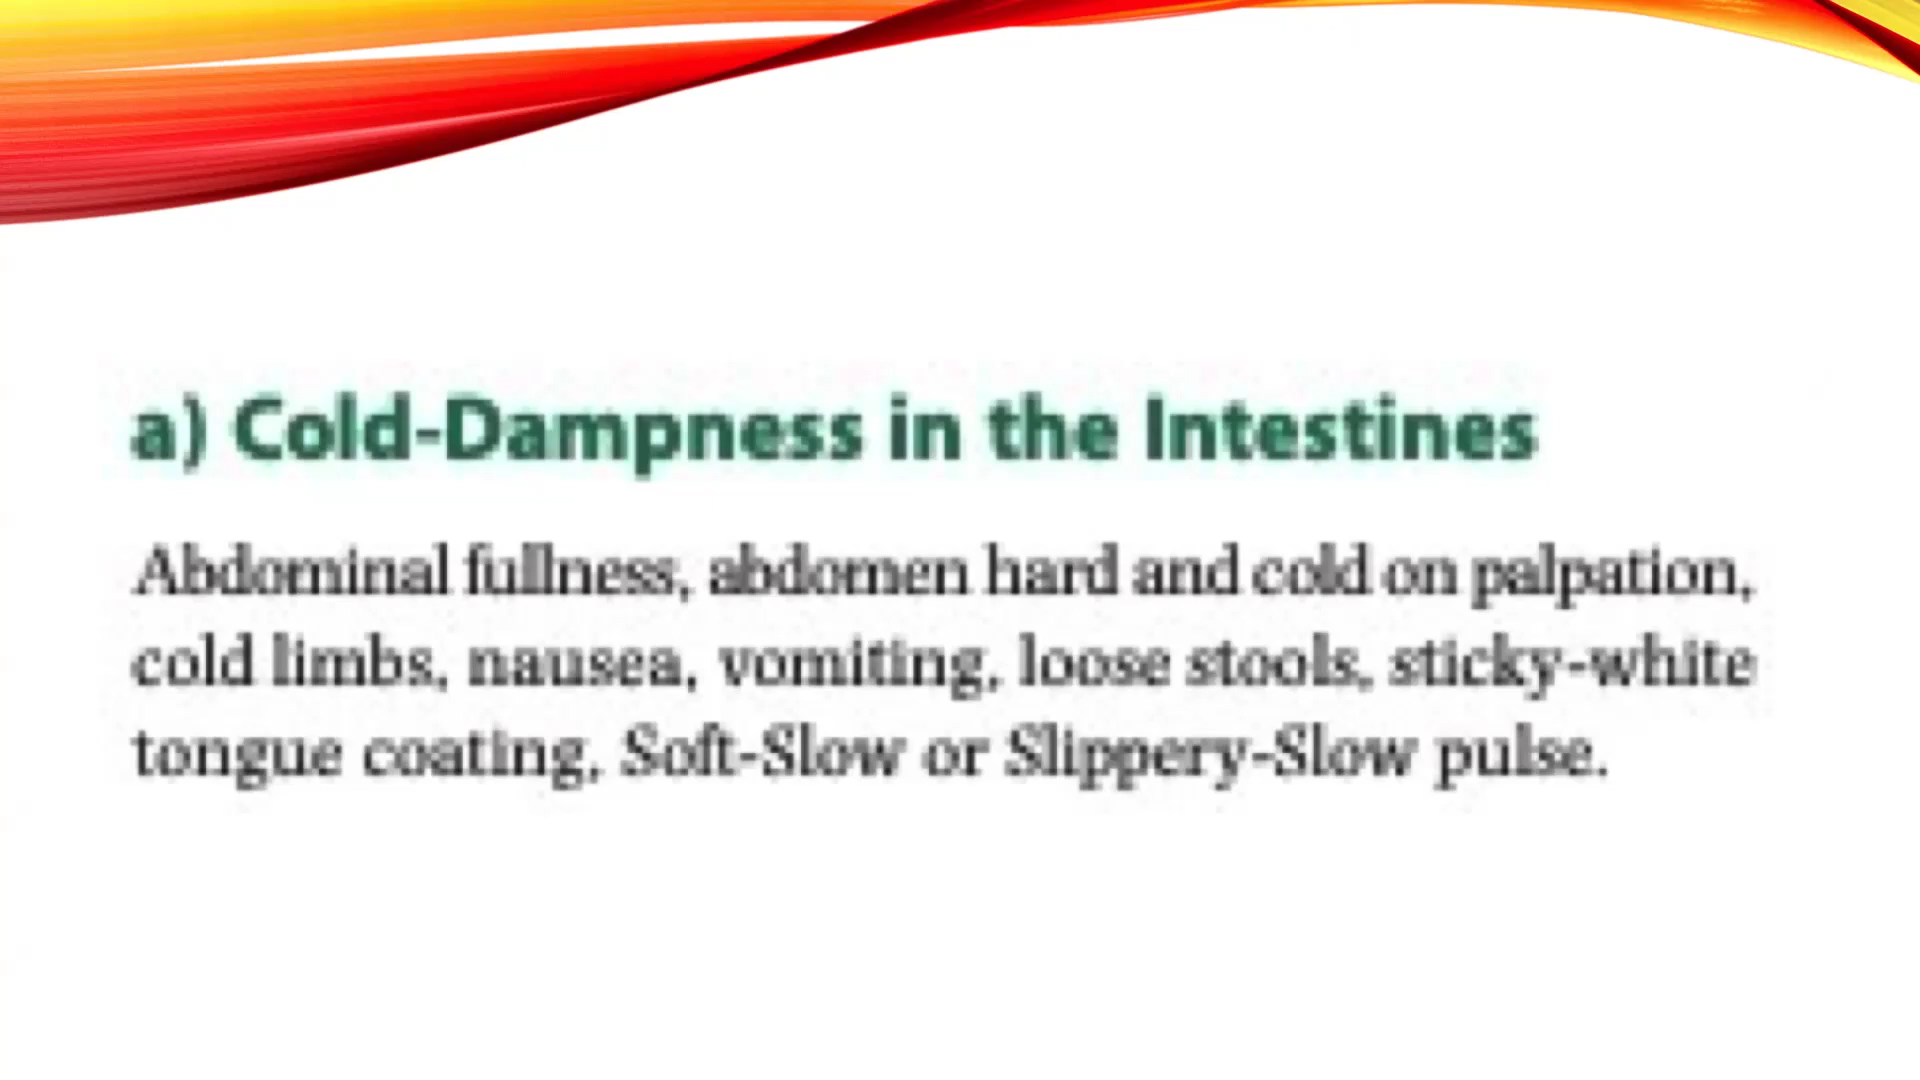 a) Cold-Dampness in the Intestines
Abdominal fullness, abdomen hard and cold on palpation,
cold limbs, nausea, vomiting, loose stools, sticky-white
tongue coating, Soft-Slow or Slippery-Slow pulse.